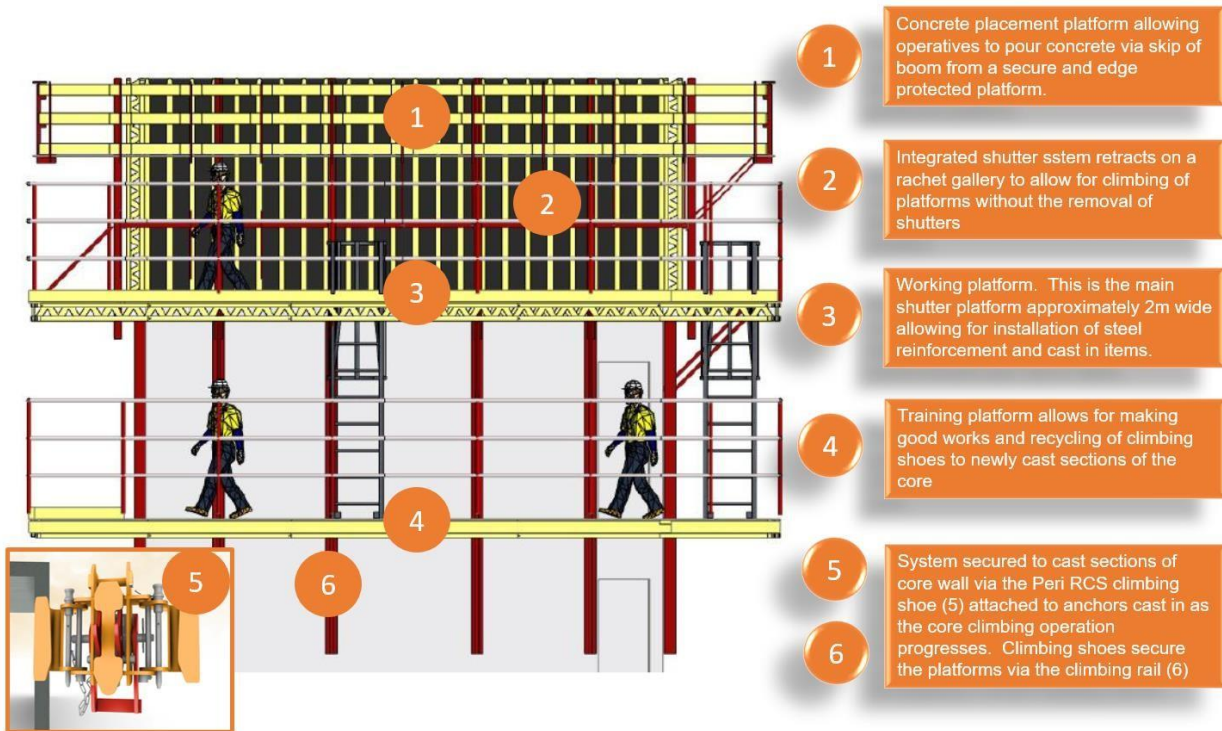 1
Concrete placement platform allowing
operatives to pour concrete via skip of
boom from a secure and edge
protected platform.
2
Integrated shutter sstem retracts on a
rachet gallery to allow for climbing of
platforms without the removal of
shutters
3
Working platform.  This is the main
shutter platform approximately 2m wide
allowing for installation of steel
reinforcement and cast in items.
4
Training platform allows for making
good works and recycling of climbing
shoes to newly cast sections of the
core
5
6
System secured to cast sections of
core wall via the Peri RCS climbing
shoe (5) attached to anchors cast in as
the core climbing operation
progresses.  Climbing shoes secure
the platforms via the climbing rail (6)
1
2
3
4
5
6